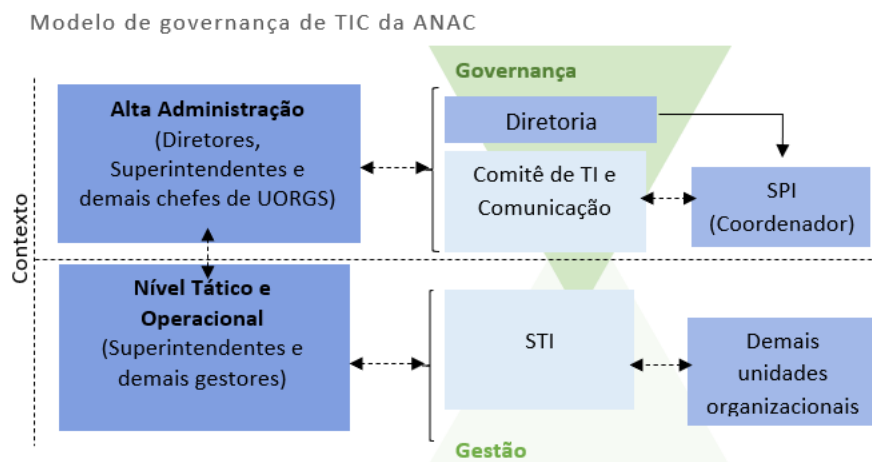 Modelo de governança de TIC da ANAC
Contexto
Governança
Alta Administração
(Diretores,
Superintendentes e
demais chefes de UORGS)
Diretoria
Comitê de TI e
Comunicação
SPI
(Coordenador)
Nível Tático e
Operacional
(Superintendentes e
demais gestores)
STI
Demais
unidades
organizacionais
Gestão